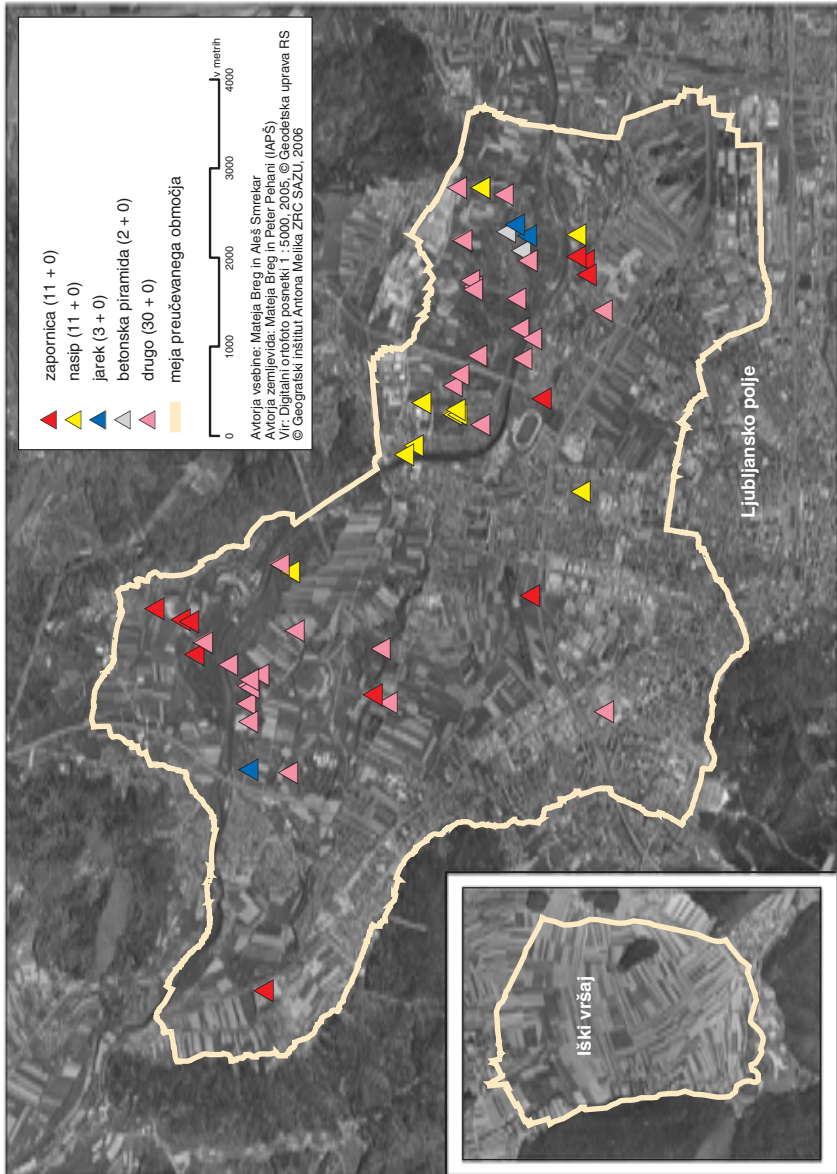 zapornica (11 + 0)
nasip (11 + 0)
jarek (3 + 0)
betonska piramida (2 + 0)
drugo (30 + 0)
meja preučevanega območja
0 1000 2000 3000 4000
v metrih
Avtorja vsebine: Mateja Breg in Aleš Smrekar
Avtorja zemljevida: Mateja Breg in Peter Pehani (IAPŠ)
Vir: Digitalni ortofoto posnetki 1 : 5000, 2005, © Geodetska uprava RS
© Geografski inštitut Antona Melika ZRC SAZU, 2006
Ljubljansko polje
Iški vršaj